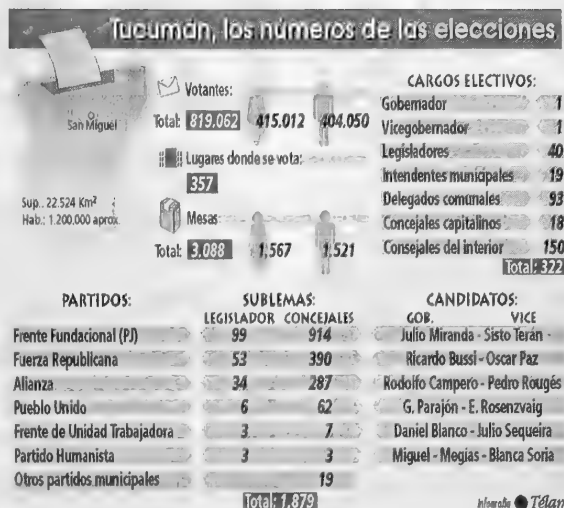 Tucumán, los números de las elecciones
San Miguel
Sup.. 22.524 Km²
Hab.: 1.200.000 aprox.
Votantes:
Total: 819.062 415.012 404.050
Lugares donde se vota:
357
Mesas:
Total: 3.088 1,567 1.521
CARGOS ELECTIVOS:
Gobernador 1
Vicegobernador 1
Legisladores 40
Intendentes municipales 19
Delegados comunales 93
Concejales capitalinos 18
Consejales del interior 150
Total: 322
PARTIDOS: SUBLEMAS: CANDIDATOS:
LEGISLADOR CONCEJALES GOB. VICE
Frente Fundacional (PJ) 99 914 Julio Miranda - Sisto Terán -
Fuerza Republicana 53 390 Ricardo Bussi - Oscar Paz
Alianza 34 287 Rodolfo Campero - Pedro Rougés
Pueblo Unido 6 62 G. Parajón - E. Rosenzvaig
Frente de Unidad Trabajadora 3 7 Daniel Blanco - Julio Sequeira
Partido Humanista 3 3 Miguel - Megías - Blanca Soria
Otros partidos municipales 19
Total: 1.879
Infografía Télam